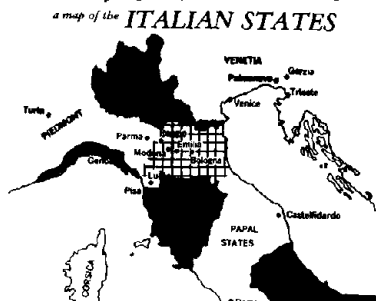 a map of the ITALIAN STATES
VENETIA
Gorzia
Palmanova
Trieste
Venice
Turin
PIEDMONT
Parma
Reggio
Modena
Emilia
Bologna
Pisa
Castelfidardo
PAPAL
STATES
CORSICA